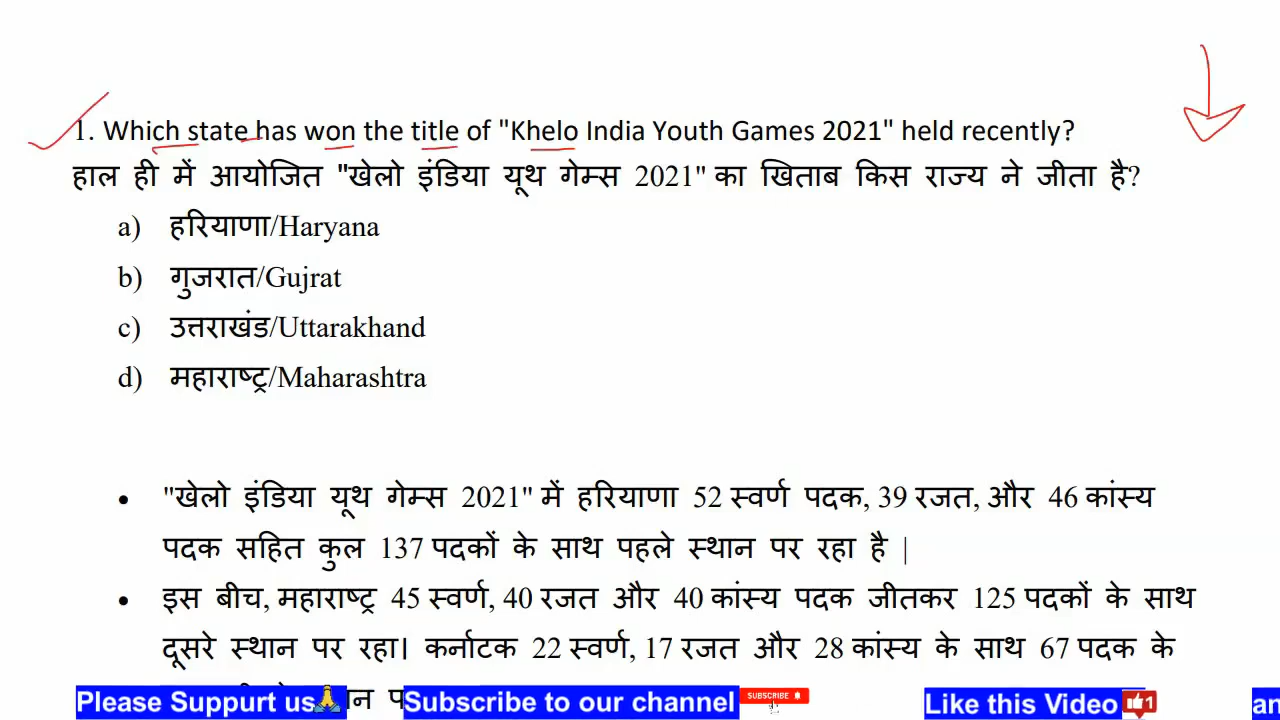 1. Which state has won the title of "Khelo India Youth Games 2021" held recently?
हाल ही में आयोजित "खेलो इंडिया यूथ गेम्स 2021" का खिताब किस राज्य ने जीता है?
a) हरियाणा/Haryana
b) गुजरात/Gujrat
c) उत्तराखंड/Uttarakhand
d) महाराष्ट्र/Maharashtra
• "खेलो इंडिया यूथ गेम्स 2021" में हरियाणा 52 स्वर्ण पदक, 39 रजत, और 46 कांस्य
पदक सहित कुल 137 पदकों के साथ पहले स्थान पर रहा है |
• इस बीच, महाराष्ट्र 45 स्वर्ण, 40 रजत और 40 कांस्य पदक जीतकर 125 पदकों के साथ
दूसरे स्थान पर रहा। कर्नाटक 22 स्वर्ण, 17 रजत और 28 कांस्य के साथ 67 पदक के
Please Suppurt us🙏 Subscribe to our channel SUBSCRIBE Like this Video 1